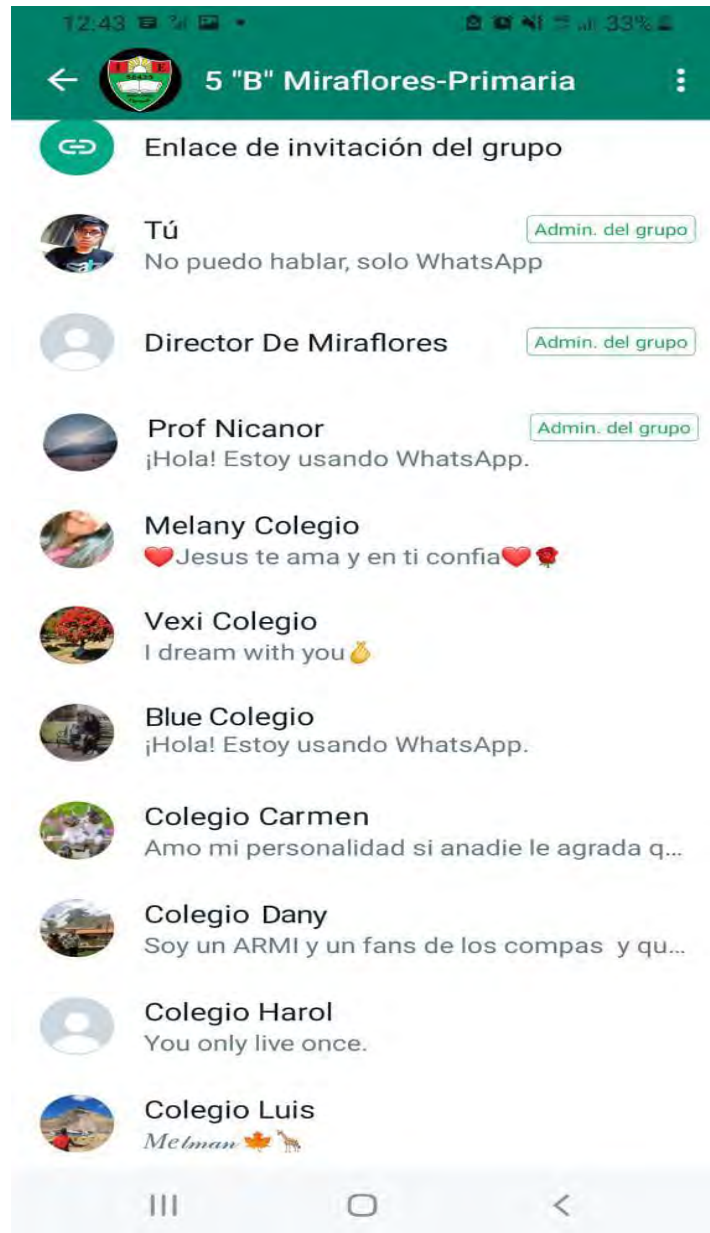 12:43
33%
5 "B" Miraflores-Primaria
I E
Enlace de invitación del grupo
Tú
Admin. del grupo
No puedo hablar, solo WhatsApp
Director De Miraflores
Admin. del grupo
Prof Nicanor
Admin. del grupo
¡Hola! Estoy usando WhatsApp.
Melany Colegio
❤️Jesus te ama y en ti confia❤️🌹
Vexi Colegio
I dream with you🫰
Blue Colegio
¡Hola! Estoy usando WhatsApp.
Colegio Carmen
Amo mi personalidad si anadie le agrada q...
Colegio Dany
Soy un ARMI y un fans de los compas y qu...
Colegio Harol
You only live once.
Colegio Luis
Melman 🍁🦒